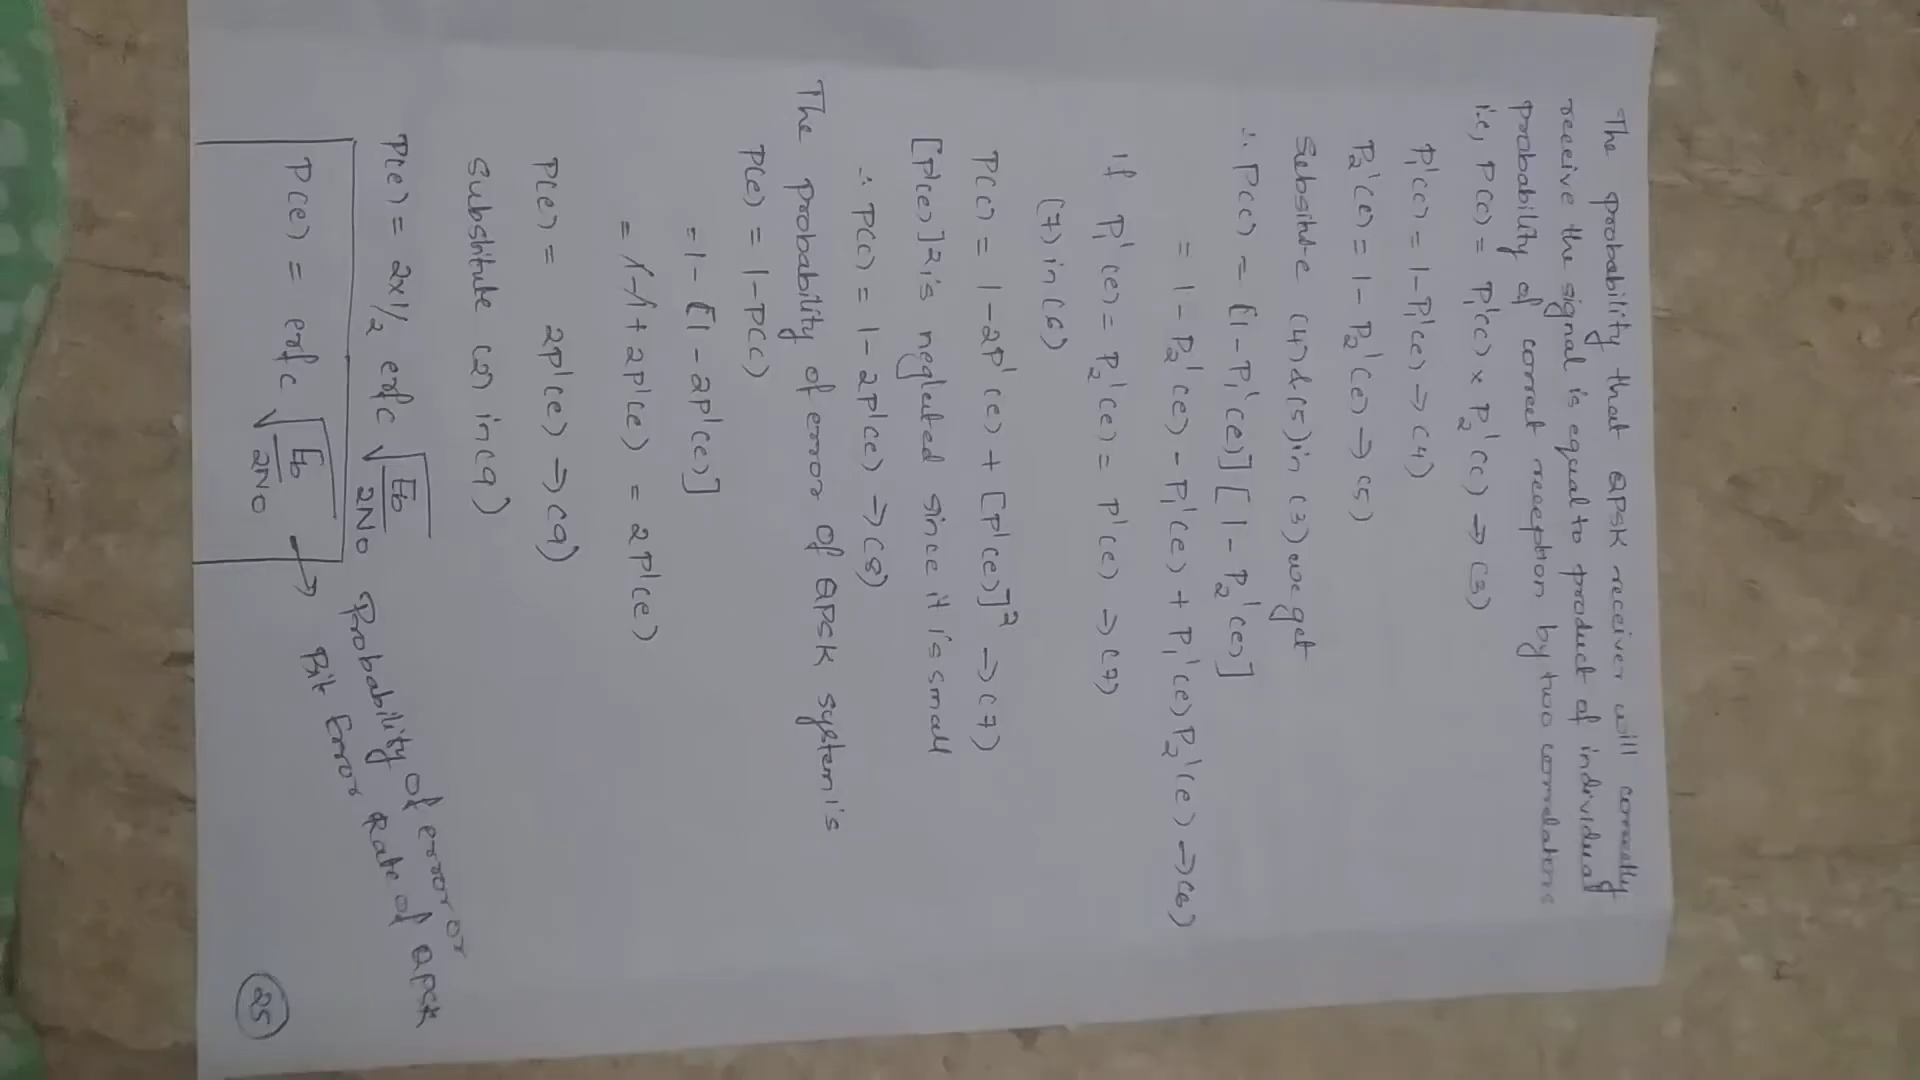 The probability that QPSK receiver will correctly
receive the signal is equal to product of individual
probability of correct reception by two correlators
i.e, P(c) = P₁'(c) × P₂'(c) → (3)
P₁'(c) = 1-P₁'(e) → (4)
P₂'(c) = 1 - P₂'(e) → (5)
Subsitute (4) & (5) in (3) we get
∴ P(c) = [1-P₁'(e)] [1-P₂'(e)]
= 1 - P₂'(e) - P₁'(e) + P₁'(e) P₂'(e) → (6)
If P₁'(e) = P₂'(e) = P'(e) → (7)
(7) in (6)
P(c) = 1-2P'(e) + [P'(e)]² → (7)
[P'(e)]² is neglected since it is small
∴ P(c) = 1-2P'(e) → (8)
The probability of error of QPSK system is
P(e) = 1-P(c)
= 1 - [1 - 2P'(e)]
= 1-1+2P'(e) = 2P'(e)
P(e) = 2P'(e) → (9)
Substitute (2) in (9)
P(e) = 2×1/2 erfc √Eb/2No
P(e) = erfc √Eb/2No
→ Probability of error or
Bit Error Rate of QPSK
25